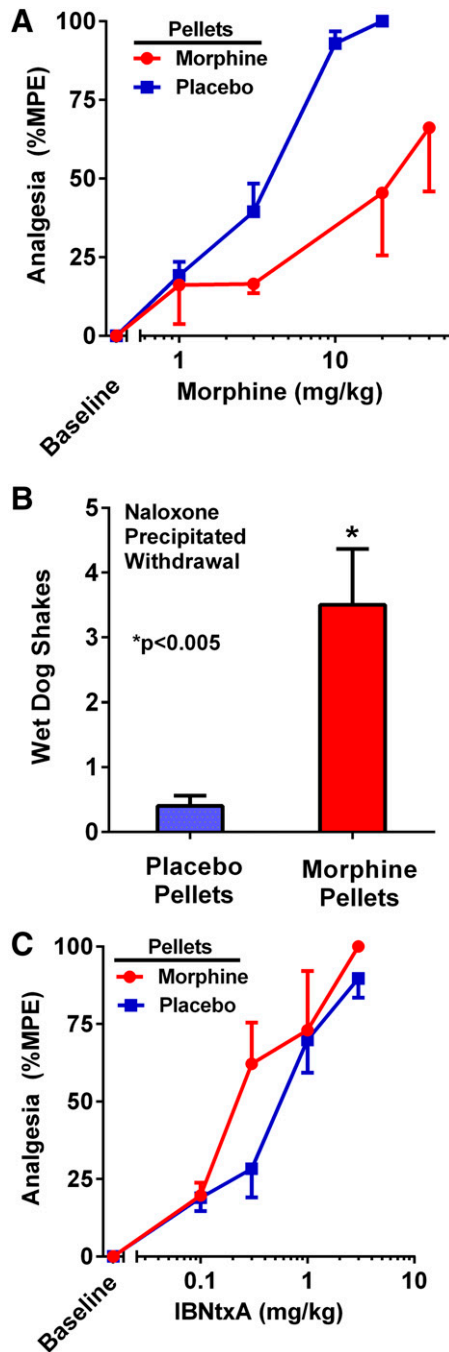 A
Pellets
Morphine
Placebo
Analgesia (%MPE)
100
75
50
25
0
Baseline
1
10
Morphine (mg/kg)
B
Naloxone
Precipitated
Withdrawal
*
*p<0.005
Wet Dog Shakes
5
4
3
2
1
0
Placebo
Pellets
Morphine
Pellets
C
Pellets
Morphine
Placebo
Analgesia (%MPE)
100
75
50
25
0
Baseline
0.1
1
10
IBNtxA (mg/kg)